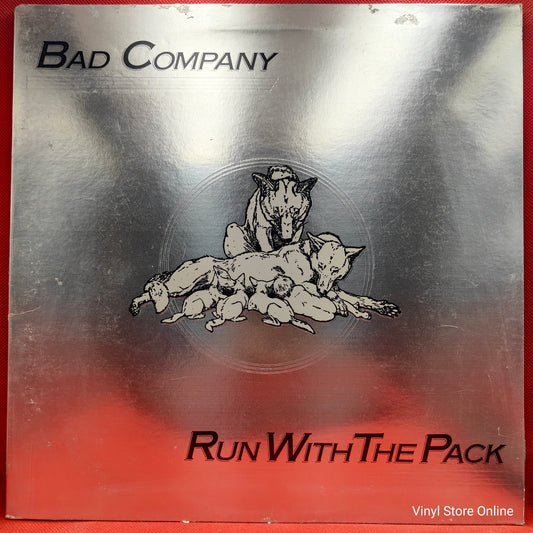 BAD COMPANY
RUN WITH THE PACK
Vinyl Store Online